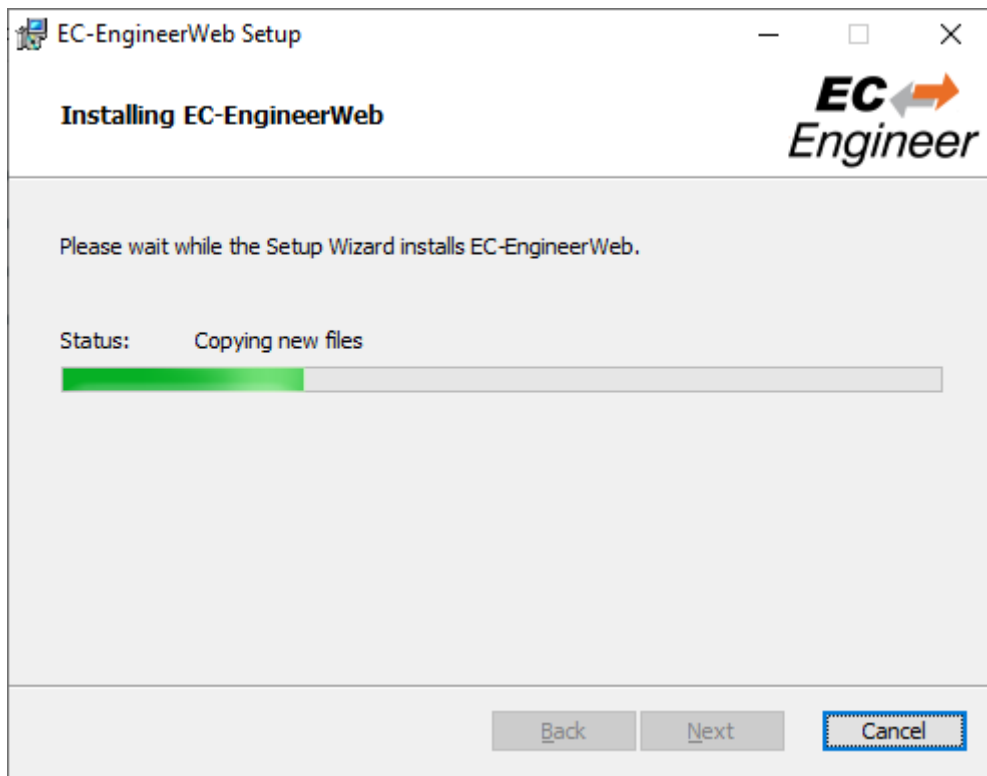 EC-EngineerWeb Setup
Installing EC-EngineerWeb
EC
Engineer
Please wait while the Setup Wizard installs EC-EngineerWeb.
Status: Copying new files
Back Next Cancel